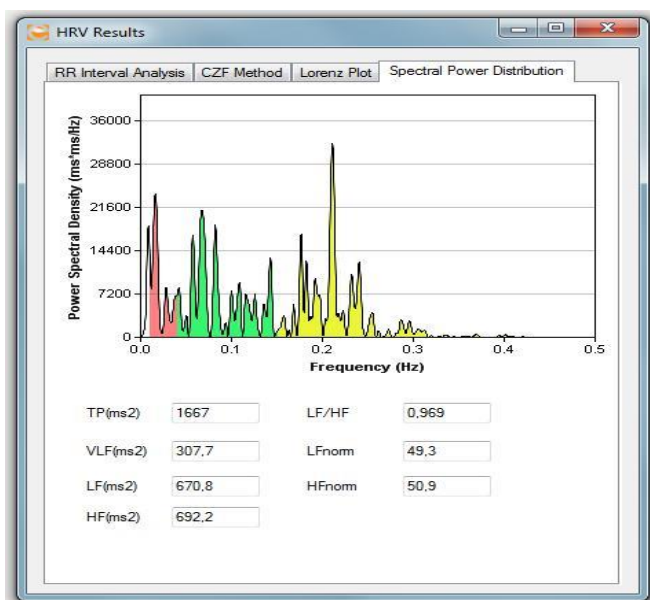 HRV Results
RR Interval Analysis CZF Method Lorenz Plot Spectral Power Distribution
Power Spectral Density (ms*ms/Hz)
36000
28800
21600
14400
7200
0
0.0 0.1 0.2 0.3 0.4 0.5
Frequency (Hz)
TP(ms2) 1667 LF/HF 0,969
VLF(ms2) 307,7 LFnorm 49,3
LF(ms2) 670,8 HFnorm 50,9
HF(ms2) 692,2